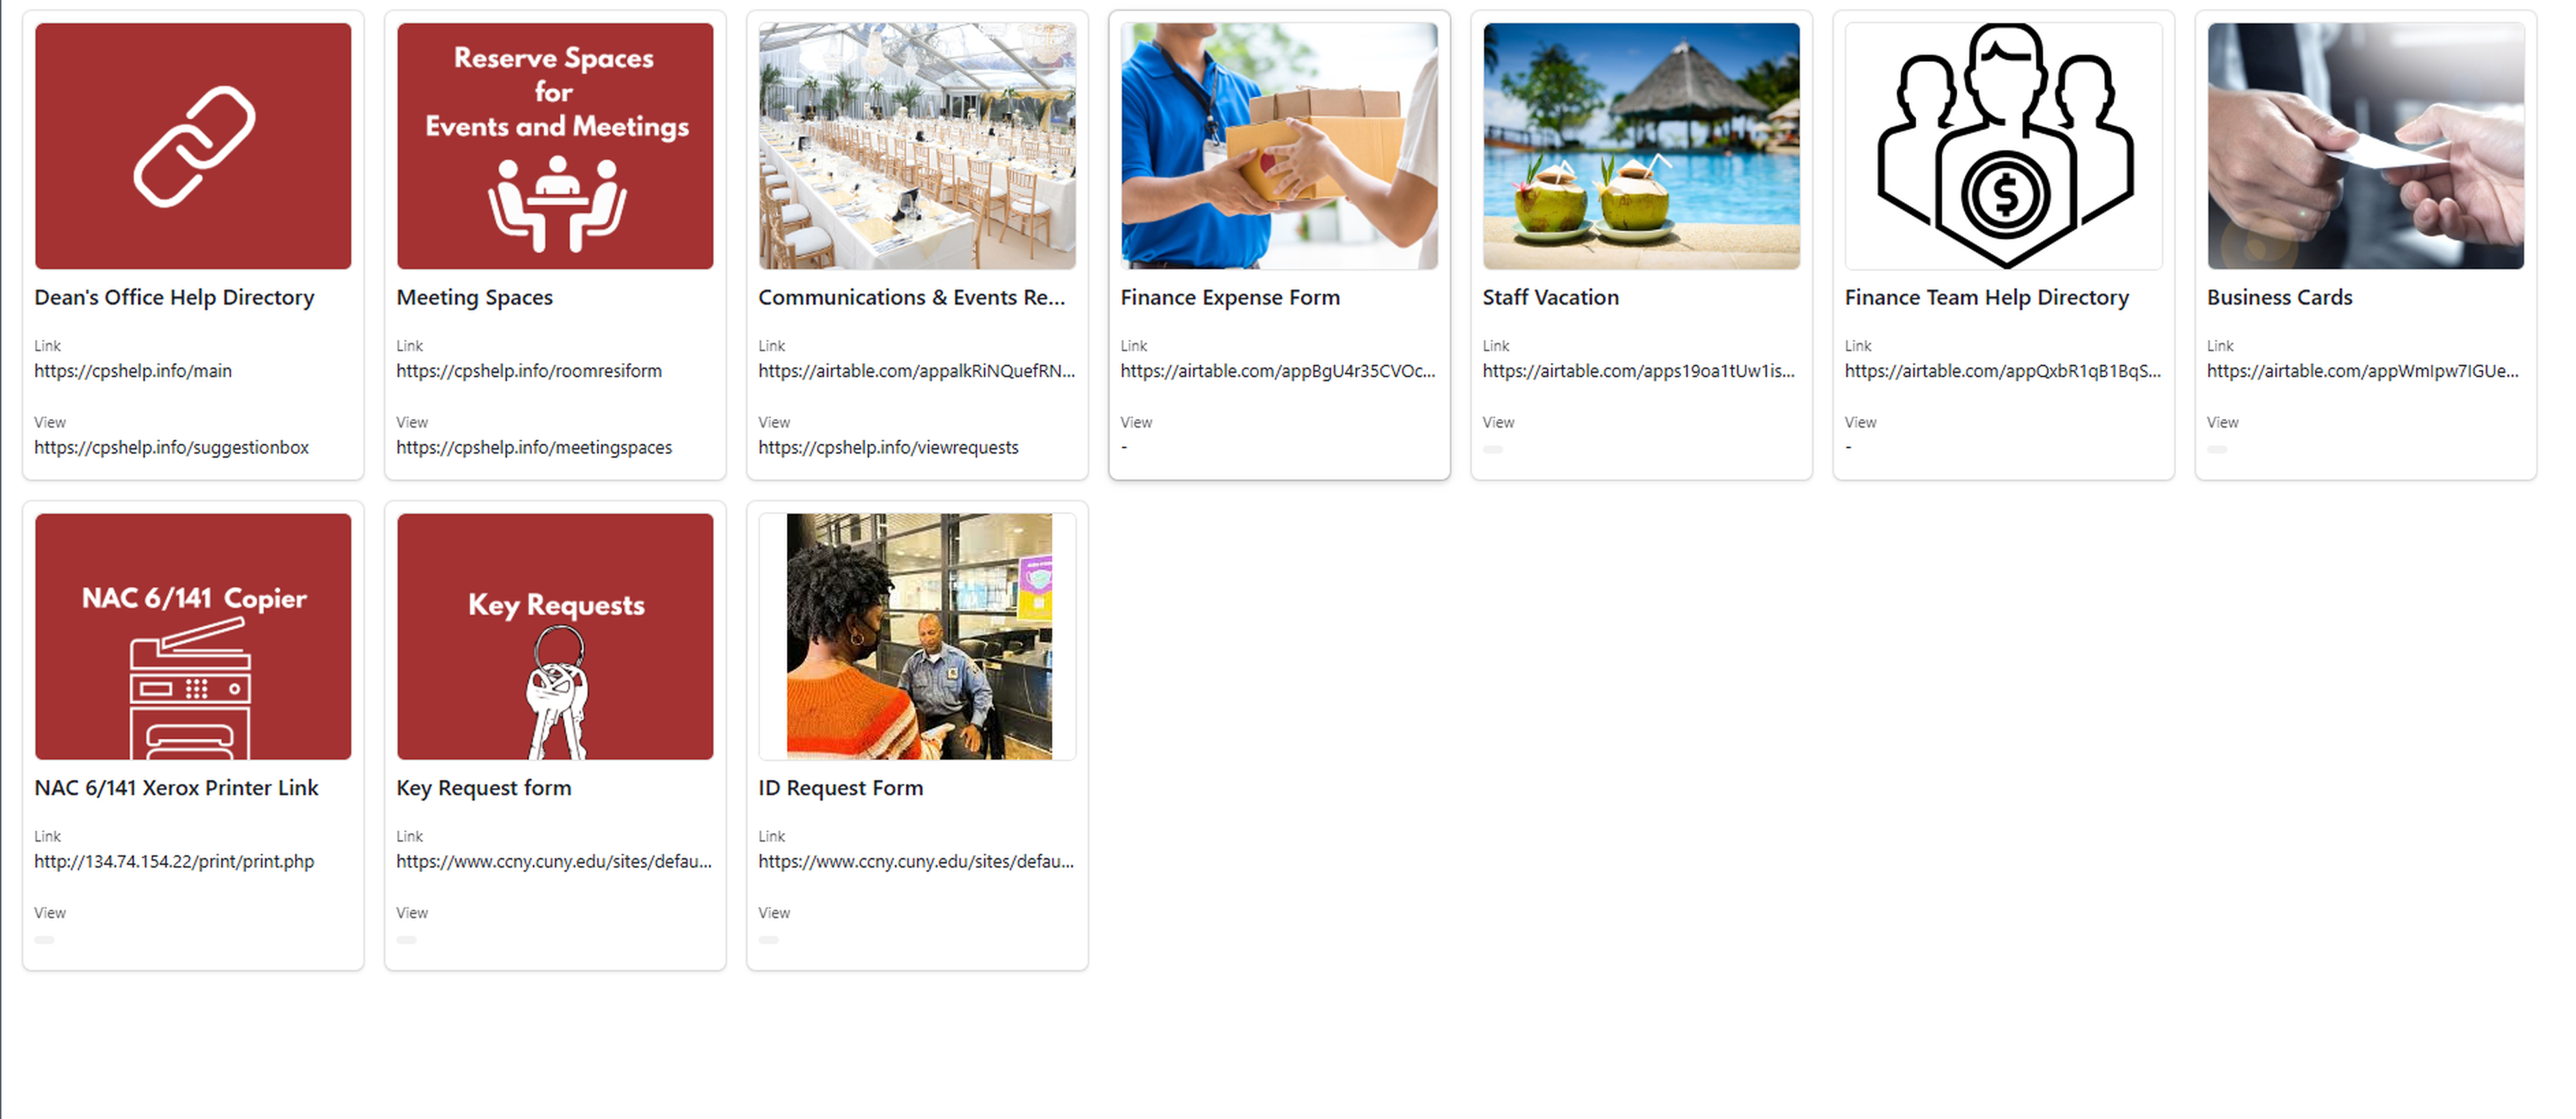 Reserve Spaces
for
Events and Meetings
Dean's Office Help Directory
Link
https://cpshelp.info/main
View
https://cpshelp.info/suggestionbox
Meeting Spaces
Link
https://cpshelp.info/roomresiform
View
https://cpshelp.info/meetingspaces
Communications & Events Re...
Link
https://airtable.com/appalkRiNQuefRN...
View
https://cpshelp.info/viewrequests
Finance Expense Form
Link
https://airtable.com/appBgU4r35CVOc...
View
-
Staff Vacation
Link
https://airtable.com/apps19oa1tUw1is...
View
$
Finance Team Help Directory
Link
https://airtable.com/appQxbR1qB1BqS...
View
-
Business Cards
Link
https://airtable.com/appWmIpw7IGUe...
View
NAC 6/141 Copier
NAC 6/141 Xerox Printer Link
Link
http://134.74.154.22/print/print.php
View
Key Requests
Key Request form
Link
https://www.ccny.cuny.edu/sites/defau...
View
ID Request Form
Link
https://www.ccny.cuny.edu/sites/defau...
View